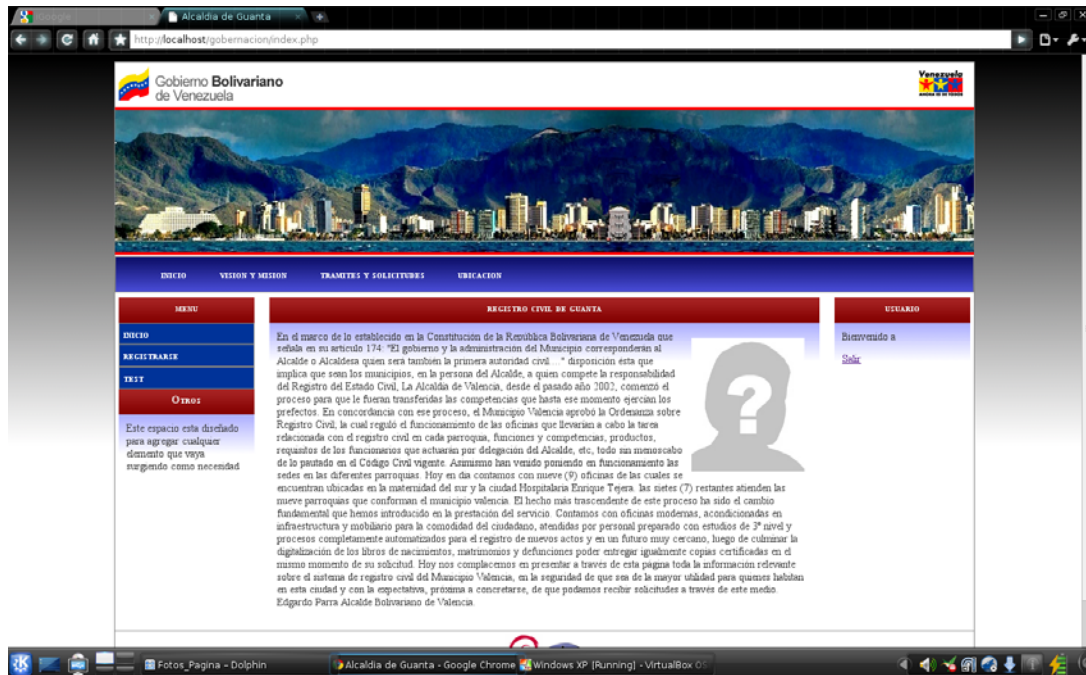 Google
Alcaldia de Guanta
http://localhost/gobernacion/index.php
Gobierno Bolivariano
de Venezuela
Venezuela
AHORA ES DE TODOS
INICIO VISION Y MISION TRAMITES Y SOLICITUDES UBICACION
MENU
INICIO
REGISTRARSE
TEST
OTROS
Este espacio esta diseñado
para agregar cualquier
elemento que vaya
surgiendo como necesidad
REGISTRO CIVIL DE GUANTA
En el marco de lo establecido en la Constitución de la República Bolivariana de Venezuela que
señala en su articulo 174: "El gobierno y la administración del Municipio corresponderán al
Alcalde o Alcaldesa quien será también la primera autoridad civil...." disposición ésta que
implica que sean los municipios, en la persona del Alcalde, a quien compete la responsabilidad
del Registro del Estado Civil, La Alcaldía de Valencia, desde el pasado año 2002, comenzó el
proceso para que le fueran transferidas las competencias que hasta ese momento ejercían los
prefectos. En concordancia con ese proceso, el Municipio Valencia aprobó la Ordenanza sobre
Registro Civil, la cual reguló el funcionamiento de las oficinas que llevarían a cabo la tarea
relacionada con el registro civil en cada parroquia, funciones y competencias, productos,
requisitos de los funcionarios que actuarán por delegación del Alcalde, etc, todo sin menoscabo
de lo pautado en el Código Civil vigente. Asimismo han venido poniendo en funcionamiento las
sedes en las diferentes parroquias. Hoy en día contamos con nueve (9) oficinas de las cuales se
encuentran ubicadas en la maternidad del sur y la ciudad Hospitalaria Enrique Tejera. las sietes (7) restantes atienden las
nueve parroquias que conforman el municipio valencia. El hecho más trascendente de este proceso ha sido el cambio
fundamental que hemos introducido en la prestación del servicio. Contamos con oficinas modernas, acondicionadas en
infraestructura y mobiliario para la comodidad del ciudadano, atendidas por personal preparado con estudios de 3º nivel y
procesos completamente automatizados para el registro de nuevos actos y en un futuro muy cercano, luego de culminar la
digitalización de los libros de nacimientos, matrimonios y defunciones poder entregar igualmente copias certificadas en el
mismo momento de su solicitud. Hoy nos complacemos en presentar a través de esta pagina toda la información relevante
sobre el sistema de registro civil del Municipio Valencia, en la seguridad de que sea de la mayor utilidad para quienes habitan
en esta ciudad y con la expectativa, próxima a concretarse, de que podamos recibir solicitudes a través de este medio.
Edgardo Parra Alcalde Bolivariano de Valencia.
USUARIO
Bienvenido a
Salir
Fotos_Pagina - Dolphin
Alcaldia de Guanta - Google Chrome
Windows XP [Running] - VirtualBox OS